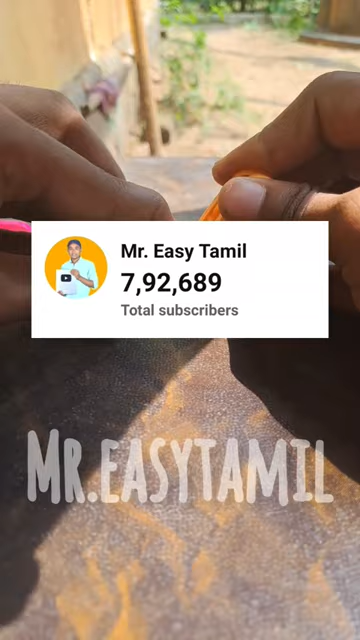 Mr. Easy Tamil
7,92,689
Total subscribers
MR.EASYTAMIL